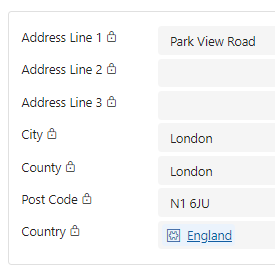 Address Line 1 Park View Road
Address Line 2
Address Line 3
City London
County London
Post Code N1 6JU
Country England